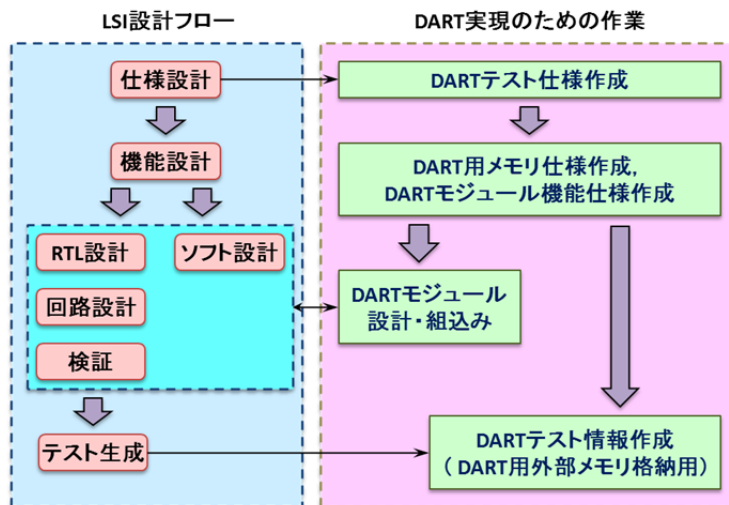 LSI設計フロー
DART実現のための作業
仕様設計
DARTテスト仕様作成
機能設計
DART用メモリ仕様作成,
DARTモジュール機能仕様作成
RTL設計
ソフト設計
回路設計
検証
DARTモジュール
設計・組込み
テスト生成
DARTテスト情報作成
（ DART用外部メモリ格納用）